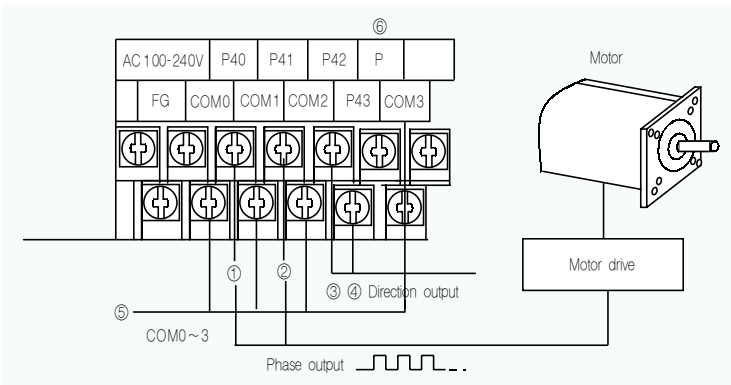 ⑥
AC100-240V P40 P41 P42 P
FG COM0 COM1 COM2 P43 COM3
Motor
Motor drive
① ②
③ ④ Direction output
⑤
COM0~3
Phase output